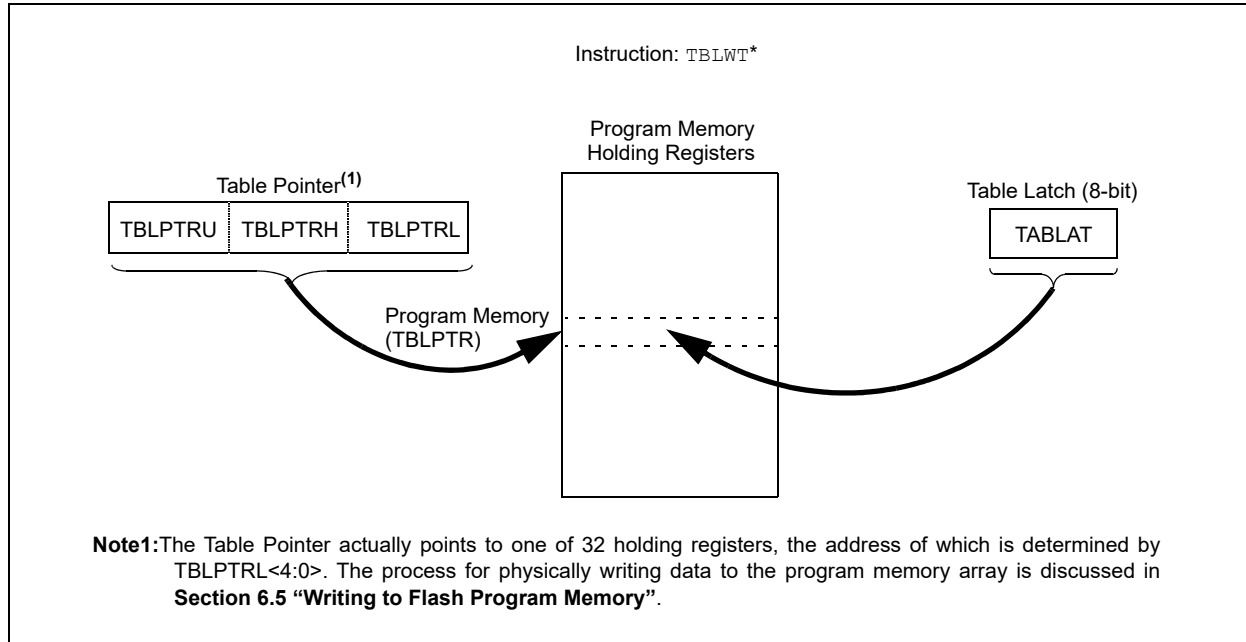 Instruction: TBLWT*
Program Memory
Holding Registers
Table Pointer(1)
Table Latch (8-bit)
TBLPTRU TBLPTRH TBLPTRL
TABLAT
Program Memory
(TBLPTR)
Note1:The Table Pointer actually points to one of 32 holding registers, the address of which is determined by
TBLPTRL<4:0>. The process for physically writing data to the program memory array is discussed in
Section 6.5 “Writing to Flash Program Memory”.